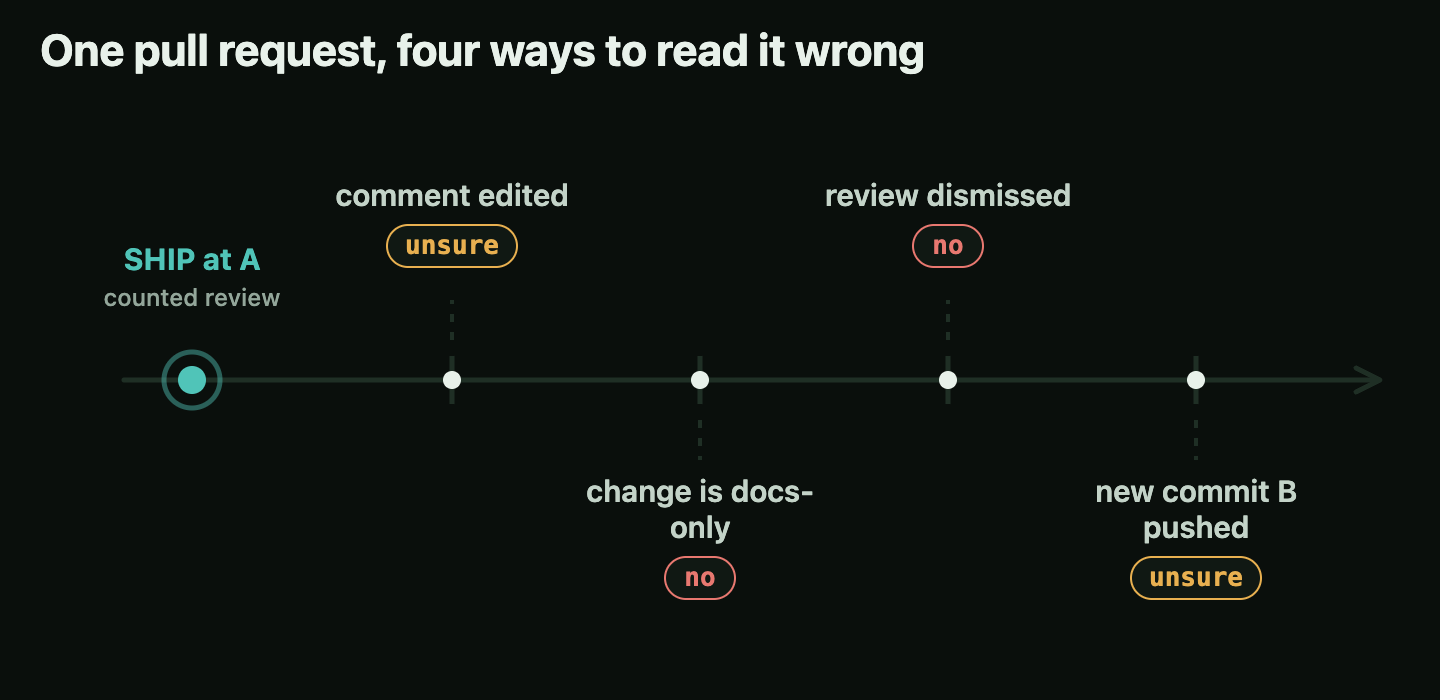 One pull request, four ways to read it wrong
SHIP at A
counted review
comment edited
unsure
change is docs-
only
no
review dismissed
no
new commit B
pushed
unsure